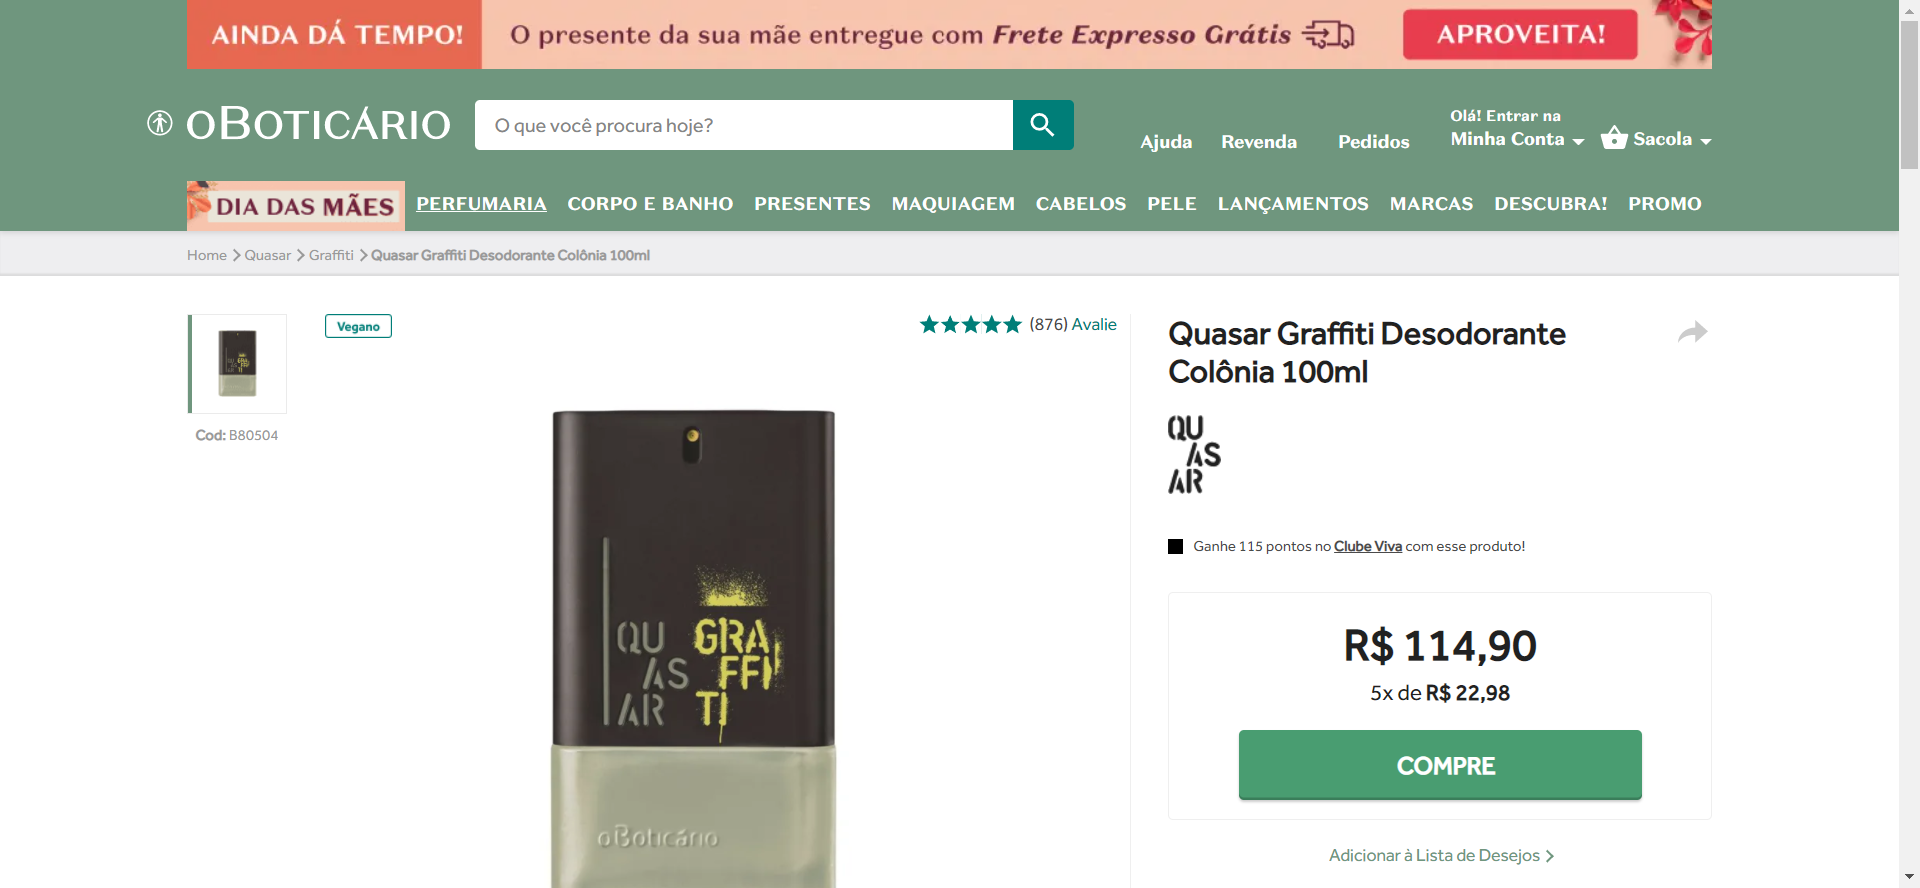 AINDA DÁ TEMPO!
O presente da sua mãe entregue com Frete Expresso Grátis
APROVEITA!
oBOTICÁRIO
O que você procura hoje?
Ajuda
Revenda
Pedidos
Olá! Entrar na
Minha Conta
Sacola
DIA DAS MÃES
PERFUMARIA
CORPO E BANHO
PRESENTES
MAQUIAGEM
CABELOS
PELE
LANÇAMENTOS
MARCAS
DESCUBRA!
PROMO
Home > Quasar > Graffiti > Quasar Graffiti Desodorante Colônia 100ml
Cod: B80504
Vegano
(876) Avalie
QU
AS
AR
GRA
FFI
TI
oBoticário
Quasar Graffiti Desodorante
Colônia 100ml
QU
AS
AR
Ganhe 115 pontos no Clube Viva com esse produto!
R$ 114,90
5x de R$ 22,98
COMPRE
Adicionar à Lista de Desejos >